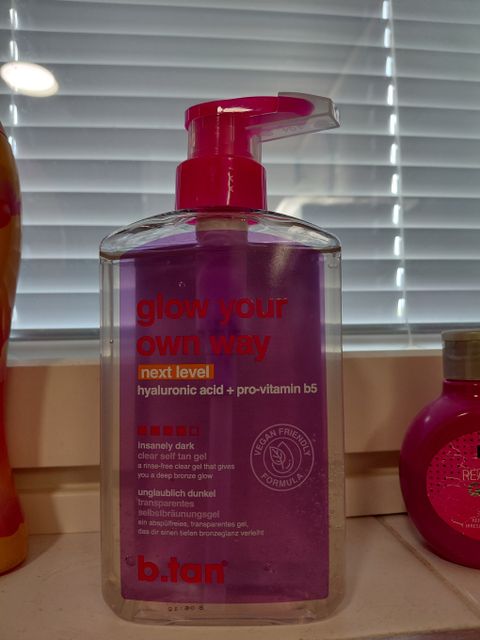 glow your
own way
next level
hyaluronic acid + pro-vitamin b5
insanely dark
clear self tan gel
a rinse-free clear gel that gives
you a deep bronze glow
VEGAN FRIENDLY
FORMULA
unglaublich dunkel
transparentes
selbstbräunungsgel
ein abspülfreies, transparentes gel,
das dir einen tiefen bronzeglanz verleiht
b.tan